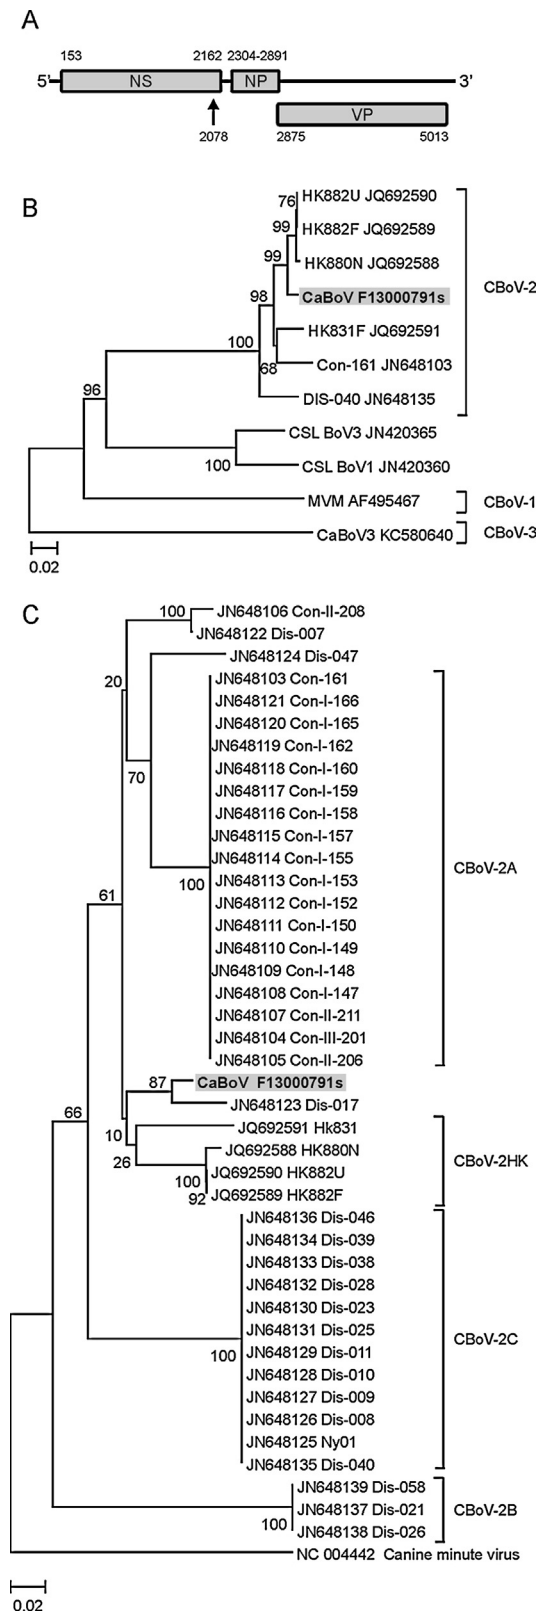 A
153 2162 2304-2891
5' NS NP 3'
VP
2078 2875 5013
B
HK882U JQ692590
76
HK882F JQ692589
99
HK880N JQ692588
99
CaBoV F13000791s
CBoV-2
98
HK831F JQ692591
100
Con-161 JN648103
68
DIS-040 JN648135
96
CSL BoV3 JN420365
100
CSL BoV1 JN420360
MVM AF495467
CBoV-1
CaBoV3 KC580640
CBoV-3
0.02
C
100
JN648106 Con-II-208
JN648122 Dis-007
JN648124 Dis-047
20
JN648103 Con-161
JN648121 Con-I-166
JN648120 Con-I-165
JN648119 Con-I-162
JN648118 Con-I-160
70
JN648117 Con-I-159
JN648116 Con-I-158
JN648115 Con-I-157
JN648114 Con-I-155
CBoV-2A
100
JN648113 Con-I-153
61
JN648112 Con-I-152
JN648111 Con-I-150
JN648110 Con-I-149
JN648109 Con-I-148
JN648108 Con-I-147
JN648107 Con-II-211
JN648104 Con-III-201
JN648105 Con-II-206
87
CaBoV F13000791s
JN648123 Dis-017
66
JQ692591 Hk831
10
JQ692588 HK880N
26
CBoV-2HK
JQ692590 HK882U
100
JQ692589 HK882F
92
JN648136 Dis-046
JN648134 Dis-039
JN648133 Dis-038
JN648132 Dis-028
JN648130 Dis-023
JN648131 Dis-025
CBoV-2C
JN648129 Dis-011
100
JN648128 Dis-010
JN648127 Dis-009
JN648126 Dis-008
JN648125 Ny01
JN648135 Dis-040
JN648139 Dis-058
JN648137 Dis-021
CBoV-2B
100
JN648138 Dis-026
NC 004442 Canine minute virus
0.02